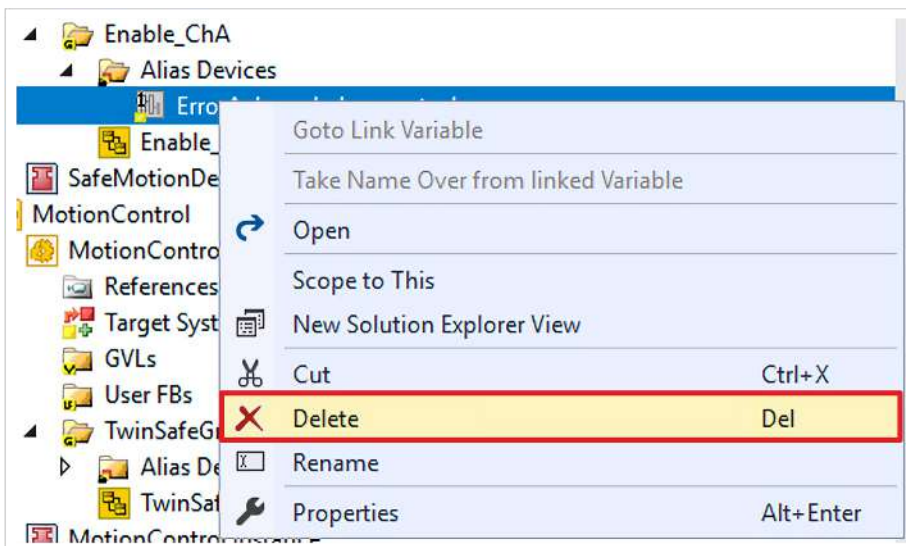 Enable_ChA
Alias Devices
Erro
Enable_
SafeMotionDe
MotionControl
MotionContro
References
Target Syst
GVLs
User FBs
TwinSafeGr
Alias De
TwinSaf
Goto Link Variable
Take Name Over from linked Variable
Open
Scope to This
New Solution Explorer View
Cut Ctrl+X
Delete Del
Rename
Properties Alt+Enter